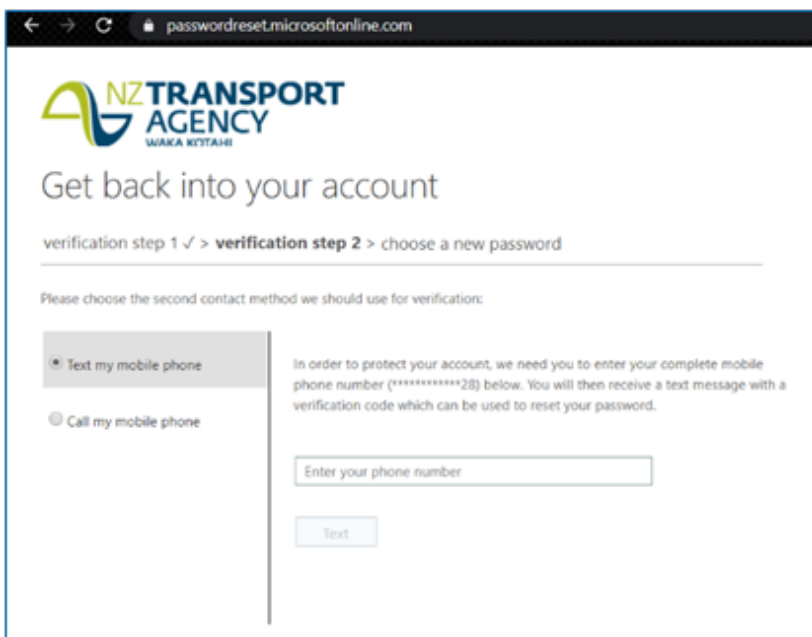 passwordreset.microsoftonline.com
NZTRANSPORT
AGENCY
WAKA KOTAHI
Get back into your account
verification step 1 ✓ > verification step 2 > choose a new password
Please choose the second contact method we should use for verification:
Text my mobile phone
Call my mobile phone
In order to protect your account, we need you to enter your complete mobile
phone number (************28) below. You will then receive a text message with a
verification code which can be used to reset your password.
Enter your phone number
Text